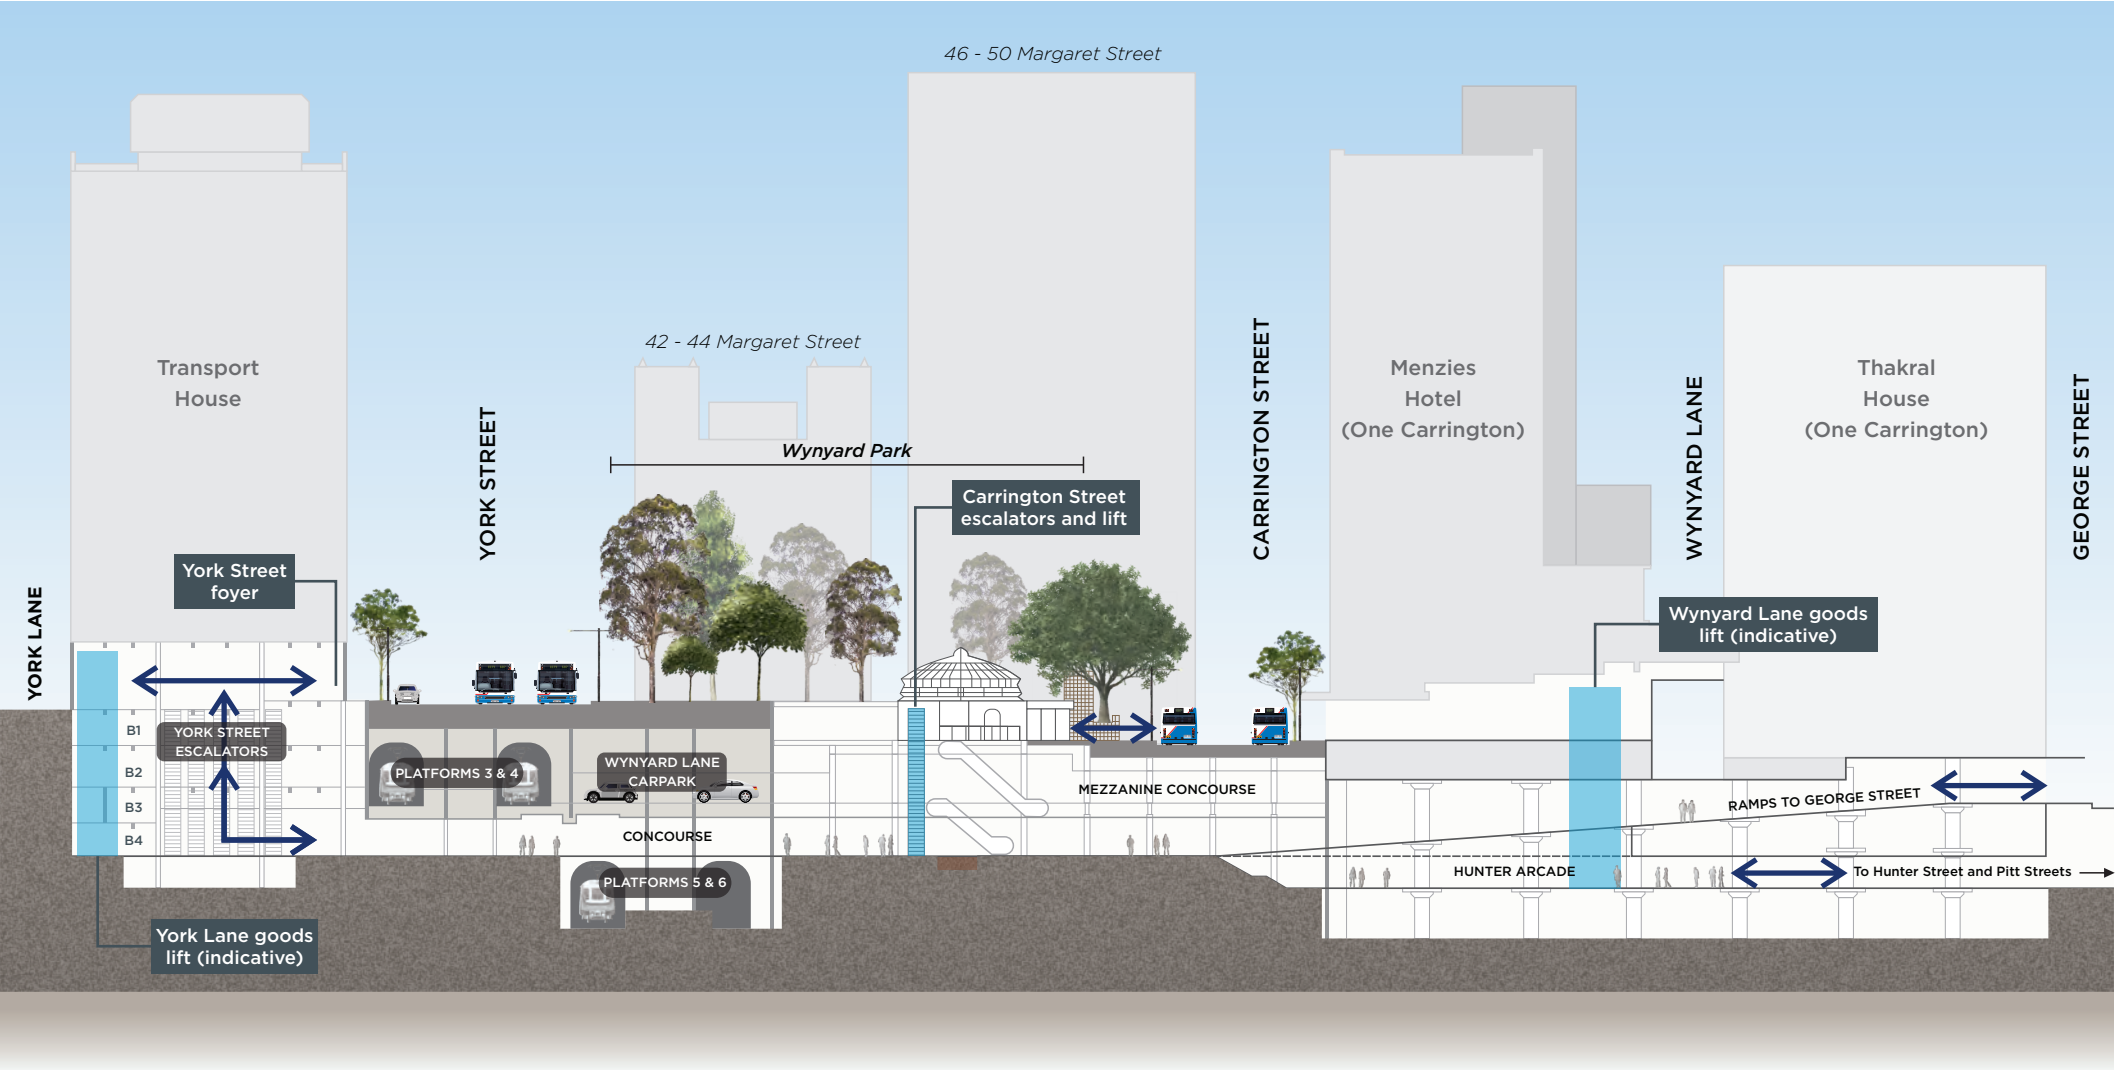 46 - 50 Margaret Street
42 - 44 Margaret Street
Transport
House
Menzies
Hotel
(One Carrington)
Thakral
House
(One Carrington)
YORK LANE
YORK STREET
CARRINGTON STREET
WYNYARD LANE
GEORGE STREET
Wynyard Park
Carrington Street
escalators and lift
York Street
foyer
Wynyard Lane goods
lift (indicative)
B1
B2
B3
B4
YORK STREET
ESCALATORS
PLATFORMS 3 & 4
WYNYARD LANE
CARPARK
MEZZANINE CONCOURSE
RAMPS TO GEORGE STREET
CONCOURSE
PLATFORMS 5 & 6
HUNTER ARCADE
To Hunter Street and Pitt Streets
York Lane goods
lift (indicative)